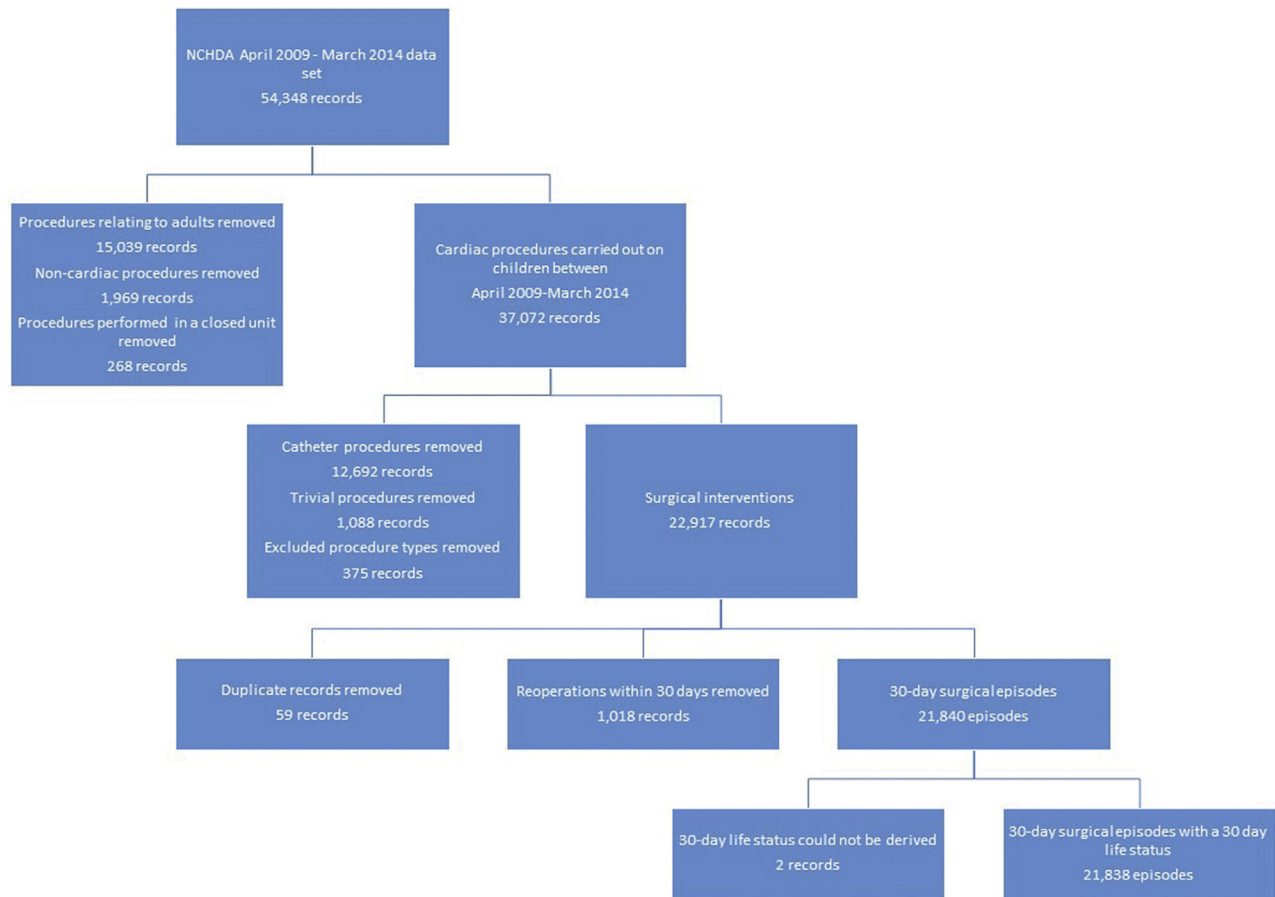 NCHDA April 2009 - March 2014 data
set
54,348 records
Procedures relating to adults removed
15,039 records
Non-cardiac procedures removed
1,969 records
Procedures performed in a closed unit
removed
268 records
Cardiac procedures carried out on
children between
April 2009-March 2014
37,072 records
Catheter procedures removed
12,692 records
Trivial procedures removed
1,088 records
Excluded procedure types removed
375 records
Surgical interventions
22,917 records
Duplicate records removed
59 records
Reoperations within 30 days removed
1,018 records
30-day surgical episodes
21,840 episodes
30-day life status could not be derived
2 records
30-day surgical episodes with a 30 day
life status
21,838 episodes